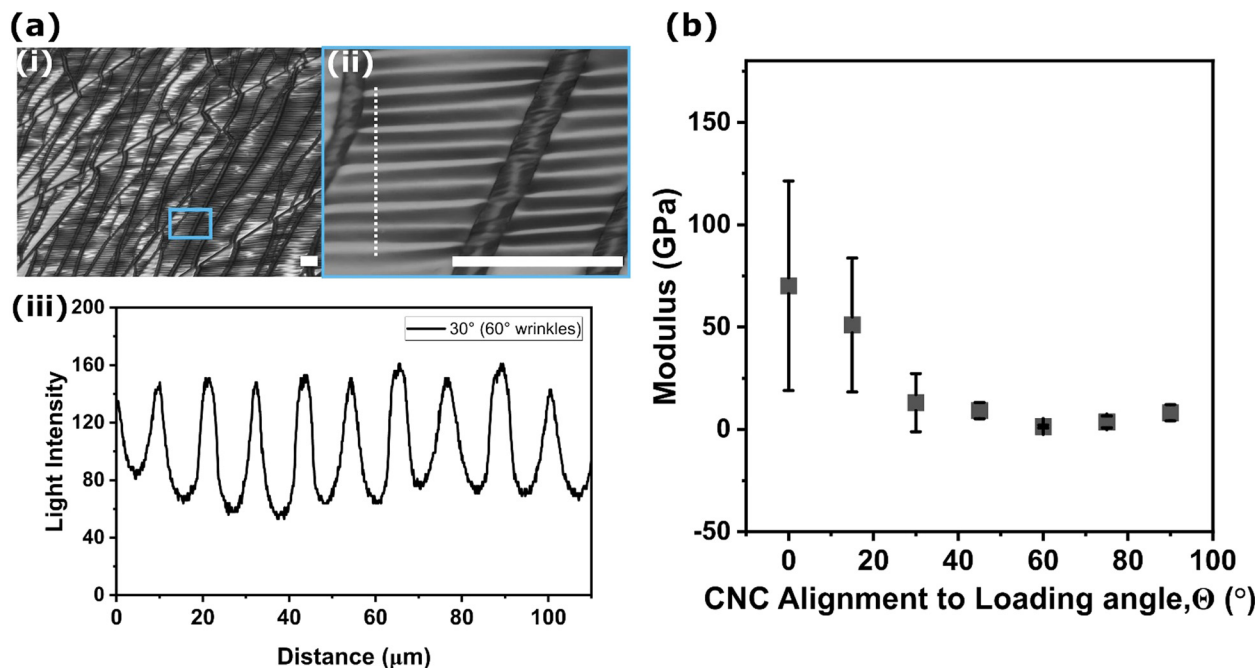 (a)
(i)
(ii)
(iii)
200
160
120
80
40
0
Light Intensity
30° (60° wrinkles)
0 20 40 60 80 100
Distance (μm)
(b)
150
100
50
0
-50
Modulus (GPa)
0 20 40 60 80 100
CNC Alignment to Loading angle,Θ (°)